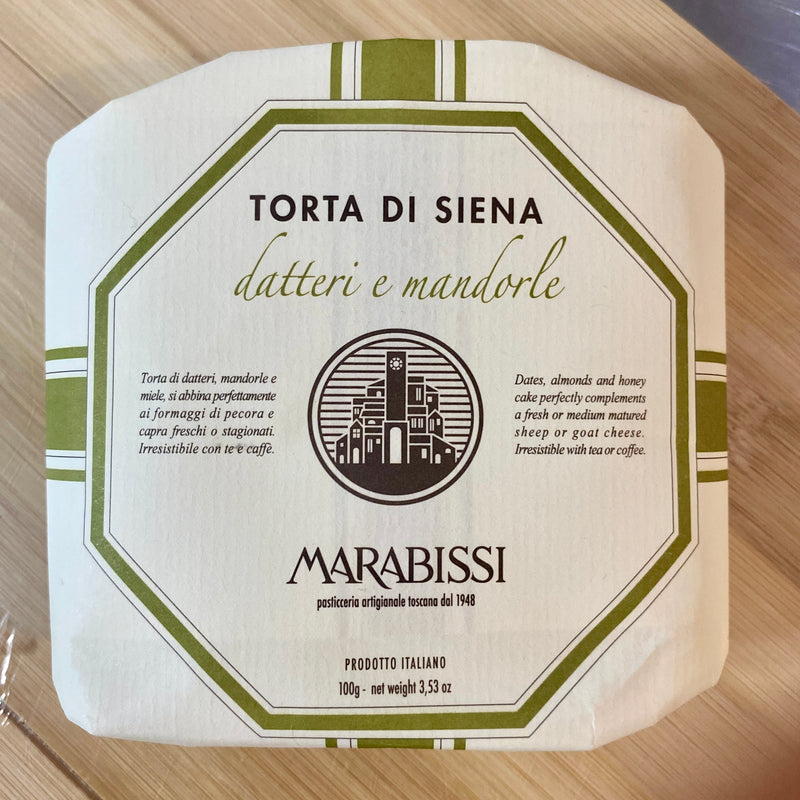 TORTA DI SIENA
datteri e mandorle
Torta di datteri, mandorle e
miele, si abbina perfettamente
ai formaggi di pecora e
capra freschi o stagionati.
Irresistibile con te e caffè.
Dates, almonds and honey
cake perfectly complements
a fresh or medium matured
sheep or goat cheese.
Irresistible with tea or coffee.
MARABISSI
pasticceria artigianale toscana dal 1948
PRODOTTO ITALIANO
100g - net weight 3,53 oz